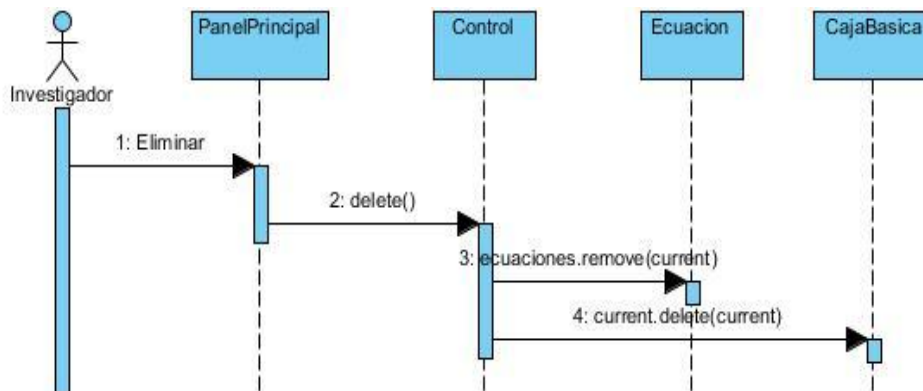 PanelPrincipal
Control
Ecuacion
CajaBasica
Investigador
1: Eliminar
2: delete()
3: ecuaciones.remove(current)
4: current.delete(current)